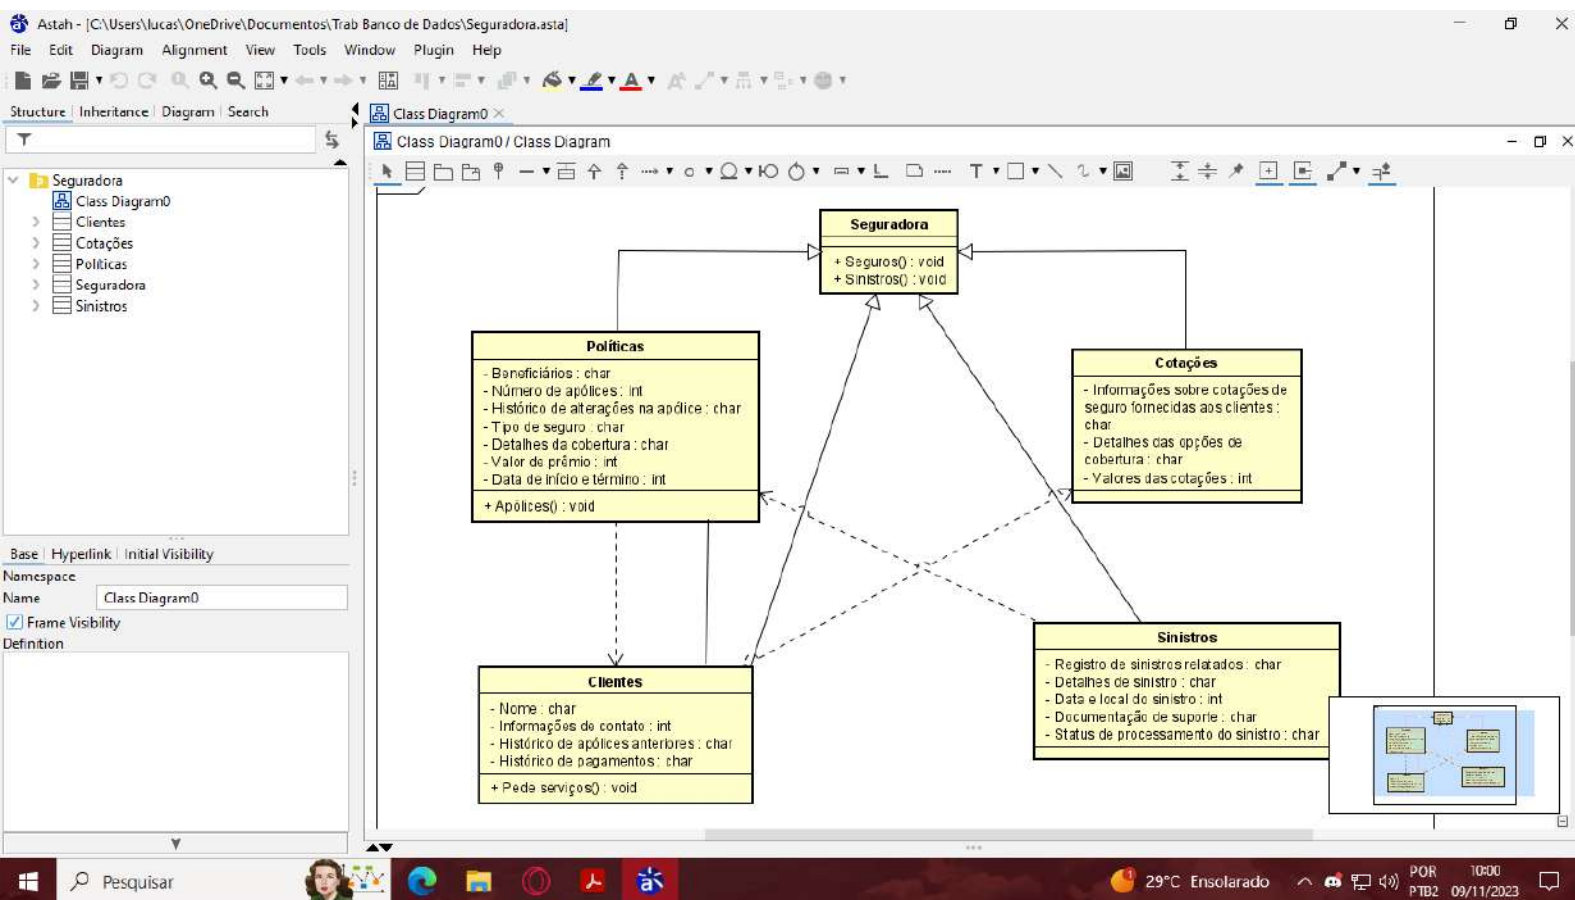 Astah - [C:\Users\lucas\OneDrive\Documentos\Trab Banco de Dados\Seguradora.asta]
File Edit Diagram Alignment View Tools Window Plugin Help
Structure Inheritance Diagram Search
Class Diagram0
Class Diagram0 / Class Diagram
Seguradora
Class Diagram0
Clientes
Cotações
Políticas
Seguradora
Sinistros
Base Hyperlink Initial Visibility
Namespace
Name Class Diagram0
Frame Visibility
Definition
Seguradora
+ Seguros() : void
+ Sinistros() : void
Políticas
- Beneficiários : char
- Número de apólices : int
- Histórico de alterações na apólice : char
- Tipo de seguro : char
- Detalhes da cobertura : char
- Valor de prêmio : int
- Data de início e término : int
+ Apólices() : void
Cotações
- Informações sobre cotações de
seguro fornecidas aos clientes :
char
- Detalhes das opções de
cobertura : char
- Valores das cotações : int
Clientes
- Nome : char
- Informações de contato : int
- Histórico de apólices anteriores : char
- Histórico de pagamentos : char
+ Pede serviços() : void
Sinistros
- Registro de sinistros relatados : char
- Detalhes de sinistro : char
- Data e local do sinistro : int
- Documentação de suporte : char
- Status de processamento do sinistro : char
Pesquisar
1
29°C Ensolarado
POR
PTB2
10:00
09/11/2023